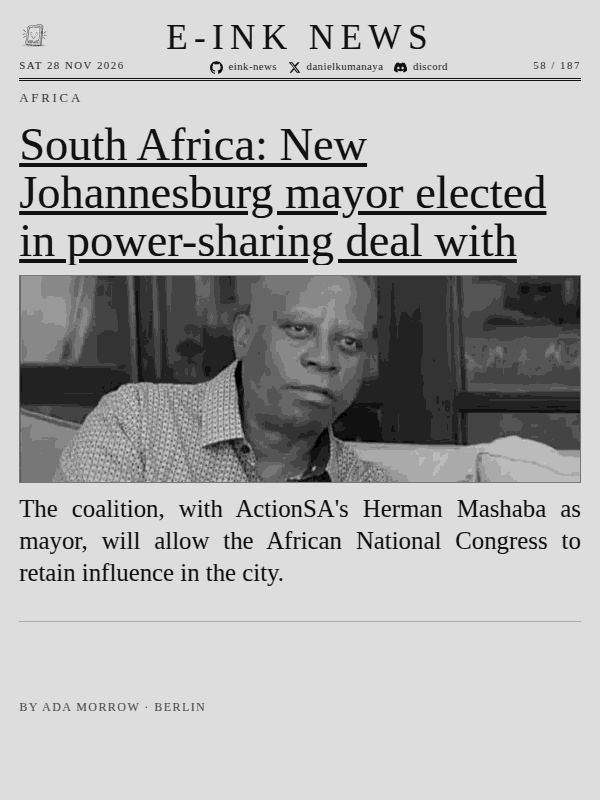 E-INK NEWS
SAT 28 NOV 2026
eink-news danielkumanaya discord
58 / 187
AFRICA
South Africa: New
Johannesburg mayor elected
in power-sharing deal with
The coalition, with ActionSA's Herman Mashaba as
mayor, will allow the African National Congress to
retain influence in the city.
BY ADA MORROW · BERLIN